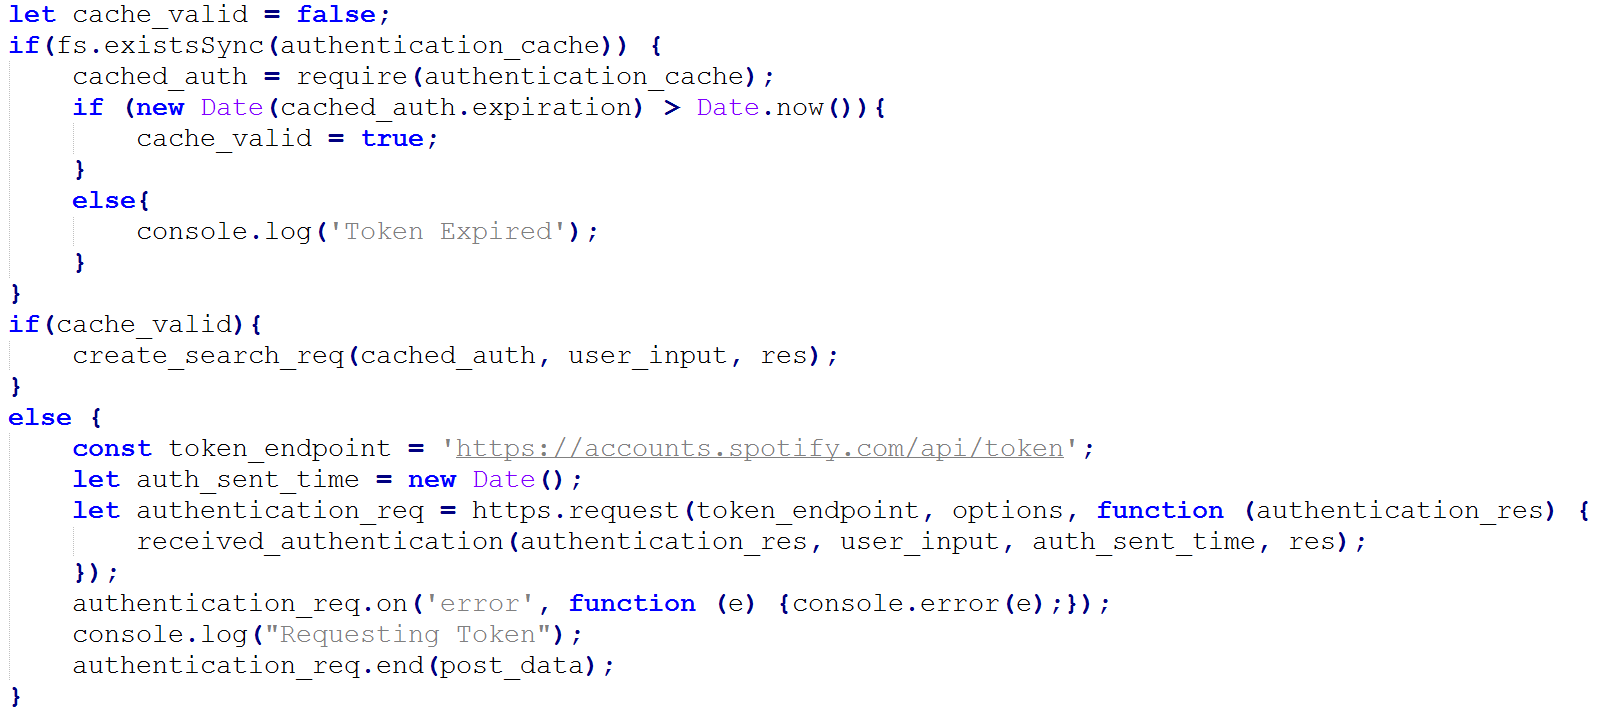 let cache_valid = false;
if(fs.existsSync(authentication_cache)) {
    cached_auth = require(authentication_cache);
    if (new Date(cached_auth.expiration) > Date.now()){
        cache_valid = true;
    }
    else{
        console.log('Token Expired');
    }
}
if(cache_valid){
    create_search_req(cached_auth, user_input, res);
}
else {
    const token_endpoint = 'https://accounts.spotify.com/api/token';
    let auth_sent_time = new Date();
    let authentication_req = https.request(token_endpoint, options, function (authentication_res) {
        received_authentication(authentication_res, user_input, auth_sent_time, res);
    });
    authentication_req.on('error', function (e) {console.error(e);});
    console.log("Requesting Token");
    authentication_req.end(post_data);
}